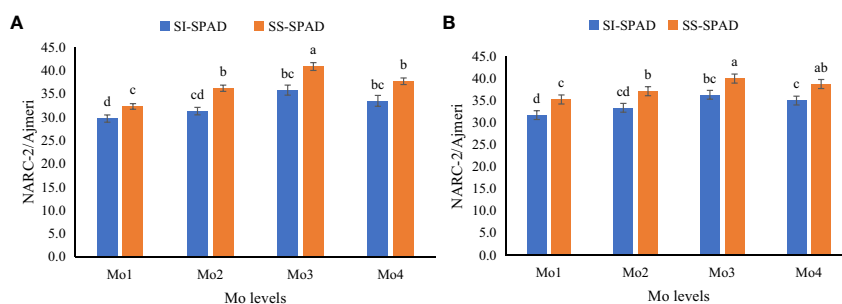 A
SI-SPAD SS-SPAD
45.0
40.0
35.0
30.0
25.0
20.0
15.0
10.0
5.0
0.0
NARC-2/Ajmeri
d c cd b bc a bc b
Mo1 Mo2 Mo3 Mo4
Mo levels
B
SI-SPAD SS-SPAD
45.0
40.0
35.0
30.0
25.0
20.0
15.0
10.0
5.0
0.0
NARC-2/Ajmeri
d c cd b bc a c ab
Mo1 Mo2 Mo3 Mo4
Mo levels